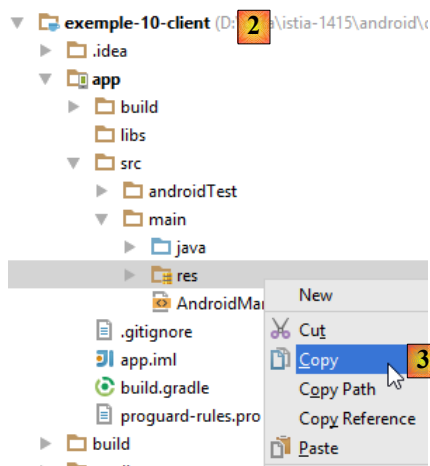 exemple-10-client (D: 2 a\istia-1415\android\
.idea
app
build
libs
src
androidTest
main
java
res
AndroidMa
New
.gitignore
Cut
app.iml
Copy 3
build.gradle
Copy Path
proguard-rules.pro
Copy Reference
build
Paste